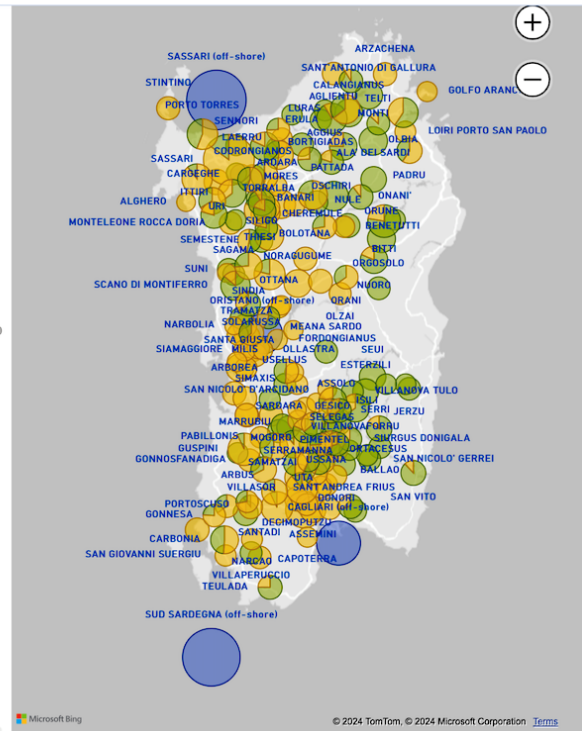 ARZACHENA
SASSARI (off-shore)
SANT'ANTONIO DI GALLURA
STINTINO
CALANGIANUS
GOLFO ARANC
AGLIENTU
TELTI
PORTO TORRES
LURAS
MONTI
SENNORI
ERULA
LOIRI PORTO SAN PAOLO
AGGIUS
LAERRU
BORTIGIADAS
OLBIA
CODRONGIANOS
ALA' DEI SARDI
SASSARI
ARDARA
PATTADA
CARGEGHE
MORES
PADRU
ITTIRI
TORRALBA
OSCHIRI
ALGHERO
BANARI
NULE
ONANI'
URI
CHEREMULE
ORUNE
MONTELEONE ROCCA DORIA
SILIGO
BENETUTTI
SEMESTENE
THIESI
BOLOTANA
SAGAMA
BITTI
NORAGUGUME
ORGOSOLO
SUNI
OTTANA
SCANO DI MONTIFERRO
NUORO
SINDIA
ORISTANO (off-shore)
ORANI
TRAMATZA
OLZAI
NARBOLIA
SOLARUSSA
MEANA SARDO
SANTA GIUSTA
FORDONGIANUS
SIAMAGGIORE
MILIS
OLLASTRA
SEUI
USELLUS
ARBOREA
ESTERZILI
SIMAXIS
ASSOLO
SAN NICOLO' D'ARCIDANO
VILLANOVA TULO
ISILI
SARDARA
GESICO
SERRI
JERZU
SELEGAS
MARRUBIU
VILLANOVAFORRU
PABILLONIS
MOGORO
PIMENTEL
SIURGUS DONIGALA
GUSPINI
SERRAMANNA
ORTACESUS
GONNOSFANADIGA
SAMATZAI
USSANA
SAN NICOLO' GERREI
BALLAO
ARBUS
UTA
VILLASOR
SANT'ANDREA FRIUS
SAN VITO
DONORI
PORTOSCUSO
CAGLIARI (off-shore)
GONNESA
DECIMOPUTZU
CARBONIA
SANTADI
ASSEMINI
SAN GIOVANNI SUERGIU
NARCAO
CAPOTERRA
VILLAPERUCCIO
TEULADA
SUD SARDEGNA (off-shore)
Microsoft Bing
© 2024 TomTom, © 2024 Microsoft Corporation Terms